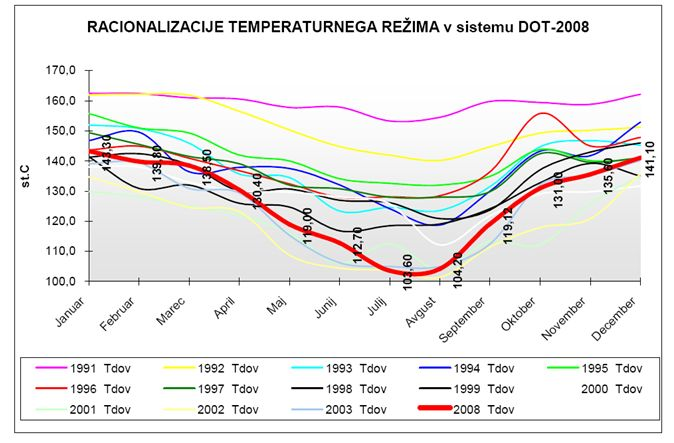 RACIONALIZACIJE TEMPERATURNEGA REŽIMA v sistemu DOT-2008
st.C
170,0
160,0
150,0
140,0
130,0
120,0
110,0
100,0
143,30
139,80
138,50
130,40
119,00
112,70
103,60
104,20
119,12
131,00
135,60
141,10
Januar
Februar
Marec
April
Maj
Junij
Julij
Avgust
September
Oktober
November
December
1991 Tdov 1992 Tdov 1993 Tdov 1994 Tdov 1995 Tdov
1996 Tdov 1997 Tdov 1998 Tdov 1999 Tdov 2000 Tdov
2001 Tdov 2002 Tdov 2003 Tdov 2008 Tdov